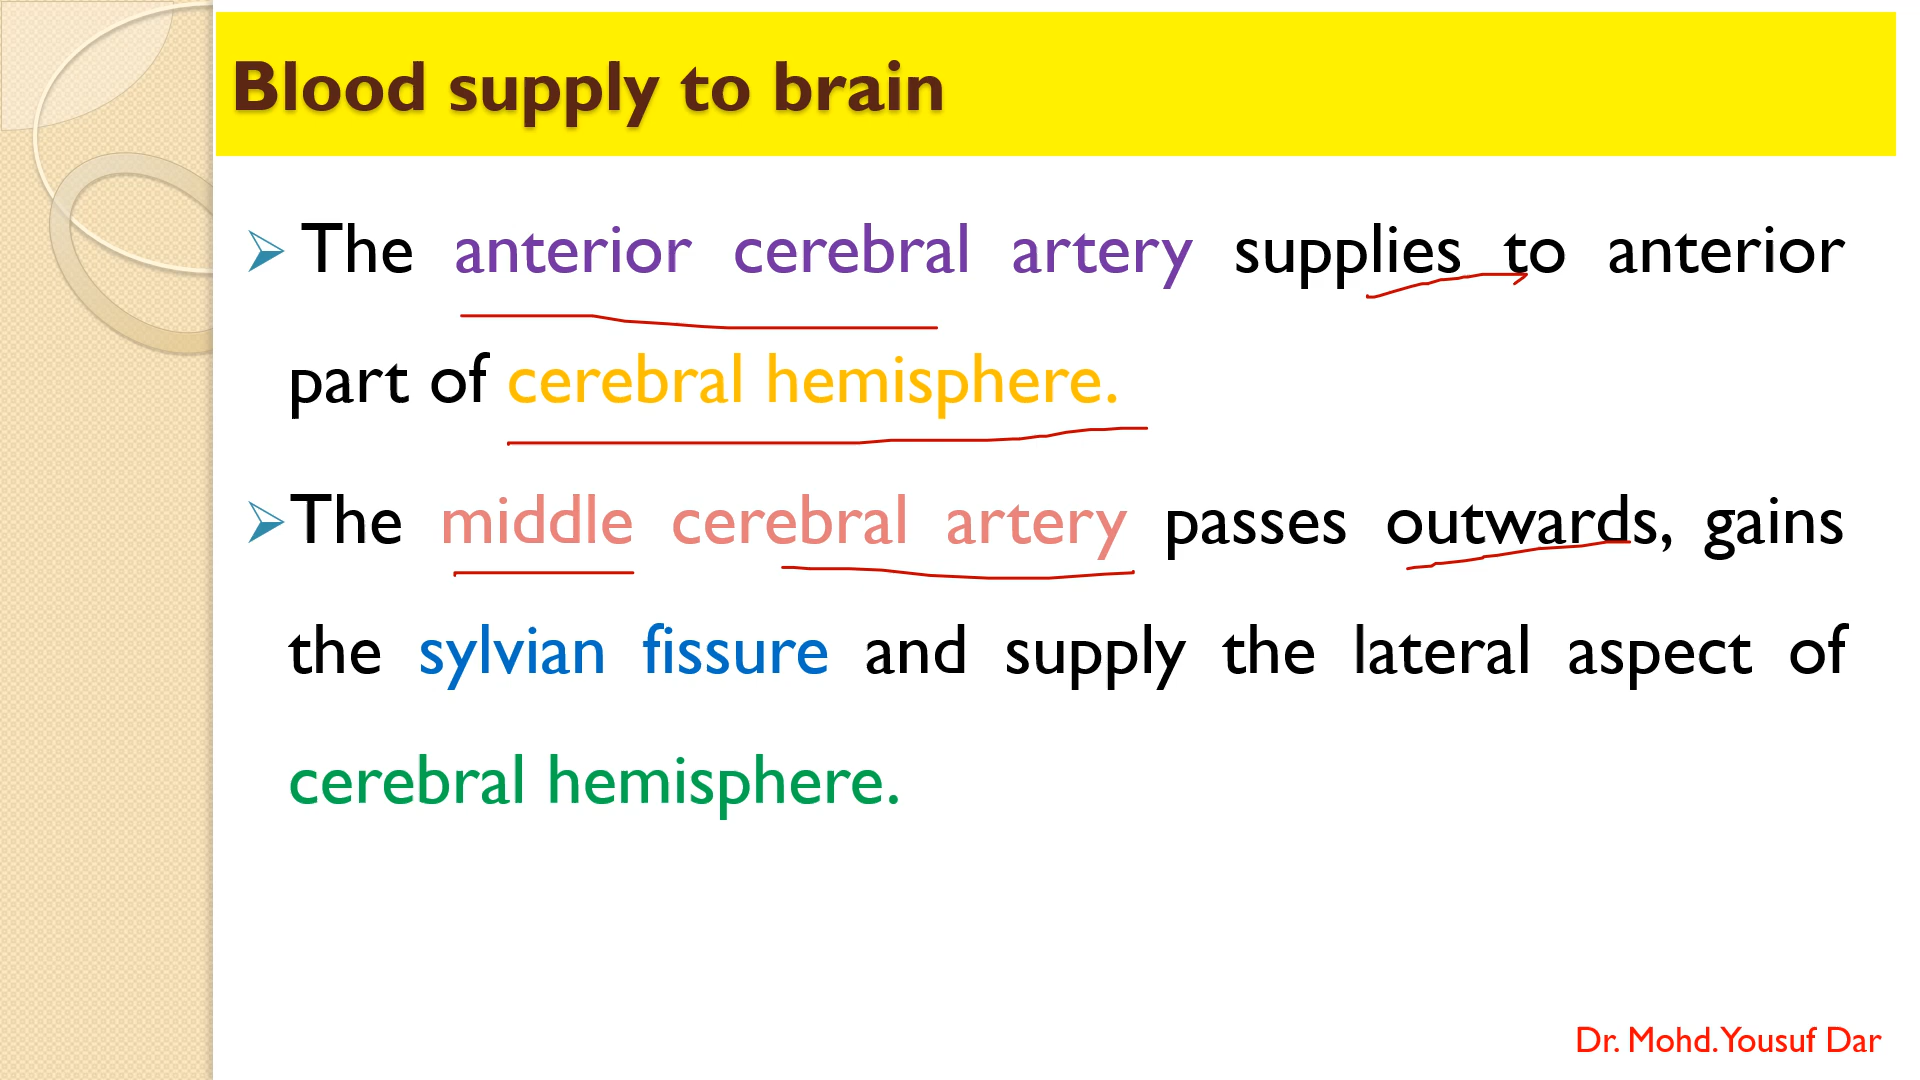 Blood supply to brain
The anterior cerebral artery supplies to anterior
part of cerebral hemisphere.
The middle cerebral artery passes outwards, gains
the sylvian fissure and supply the lateral aspect of
cerebral hemisphere.
Dr. Mohd.Yousuf Dar